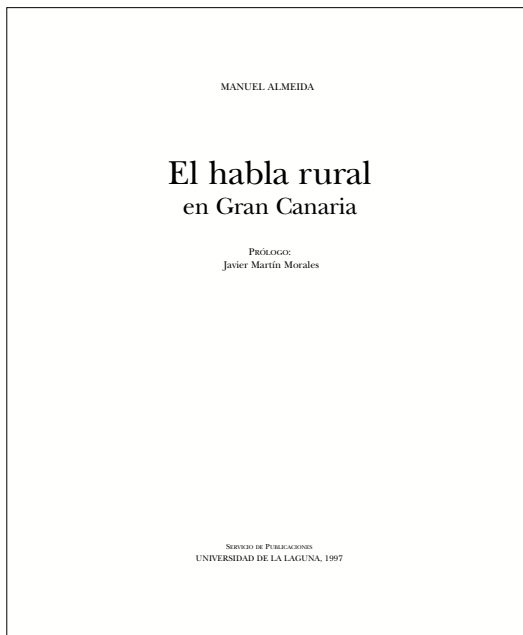 MANUEL ALMEIDA
El habla rural
en Gran Canaria
PRÓLOGO:
Javier Martín Morales
SERVICIO DE PUBLICACIONES
UNIVERSIDAD DE LA LAGUNA, 1997